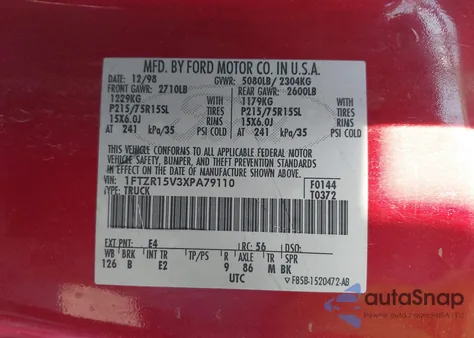 MFD. BY FORD MOTOR CO. IN U.S.A.
DATE: 12/98 GVWR: 5080LB/ 2304KG
FRONT GAWR: 2710LB REAR GAWR: 2600LB
1229KG WITH 1179KG WITH
P215/75R15SL TIRES P215/75R15SL TIRES
15X6.0J RIMS 15X6.0J RIMS
AT 241 kPa/35 PSI COLD AT 241 kPa/35 PSI COLD
THIS VEHICLE CONFORMS TO ALL APPLICABLE FEDERAL MOTOR
VEHICLE SAFETY, BUMPER, AND THEFT PREVENTION STANDARDS IN
EFFECT ON THE DATE OF MANUFACTURE SHOWN ABOVE.
VIN: 1FTZR15V3XPA79110 F0144
TYPE: TRUCK T0372
EXT PNT: E4 RC: 56 DSO:
WB BRK INT TR TP/PS R AXLE TR SPR
126 B E2 9 86 M BK
UTC ▽ F85B-1520472-AB
autoSnap